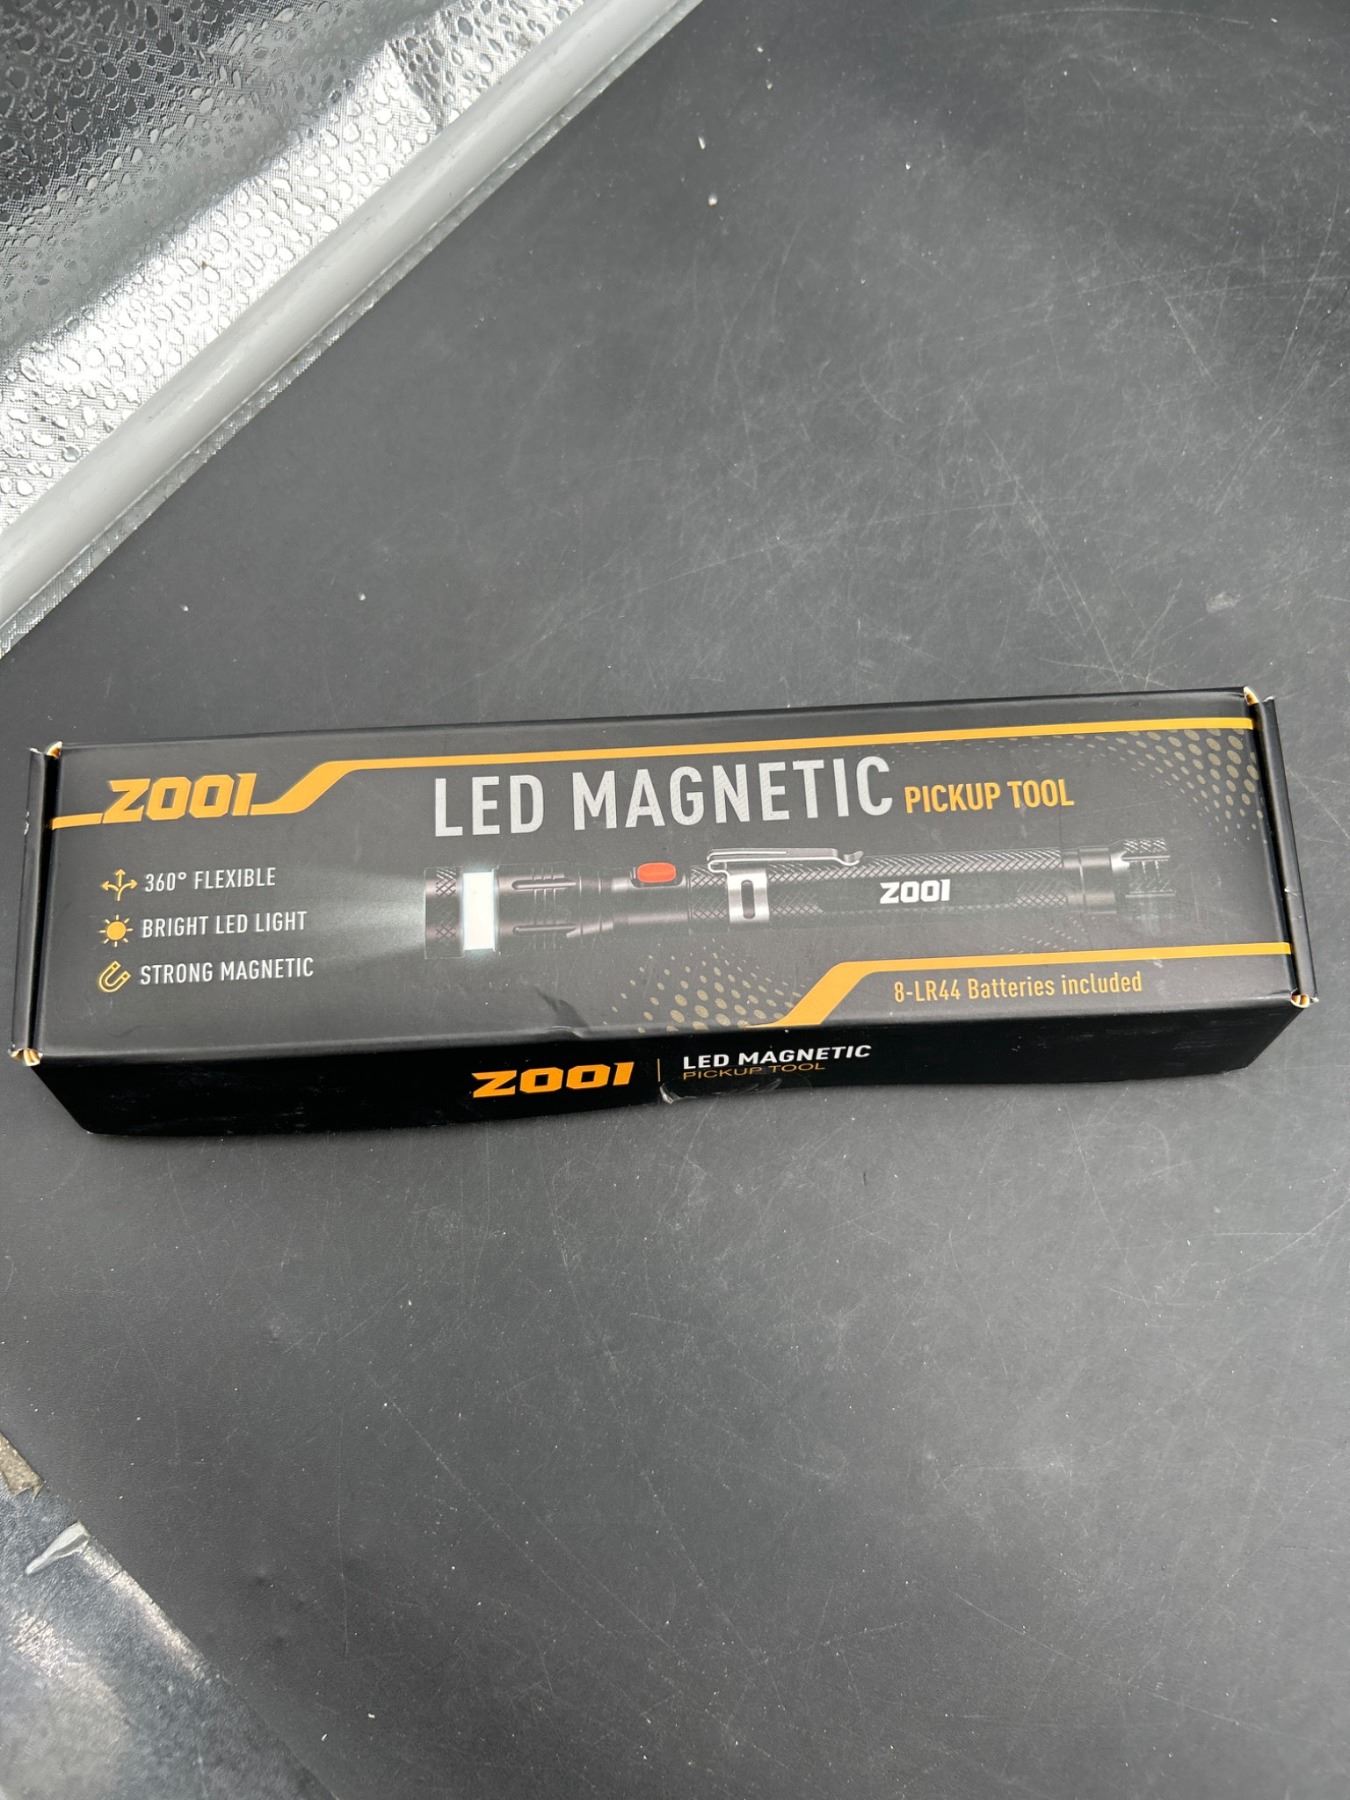 ZOOI
LED MAGNETIC PICKUP TOOL
360° FLEXIBLE
BRIGHT LED LIGHT
STRONG MAGNETIC
ZOOI
8-LR44 Batteries included
ZOOI | LED MAGNETIC
PICKUP TOOL